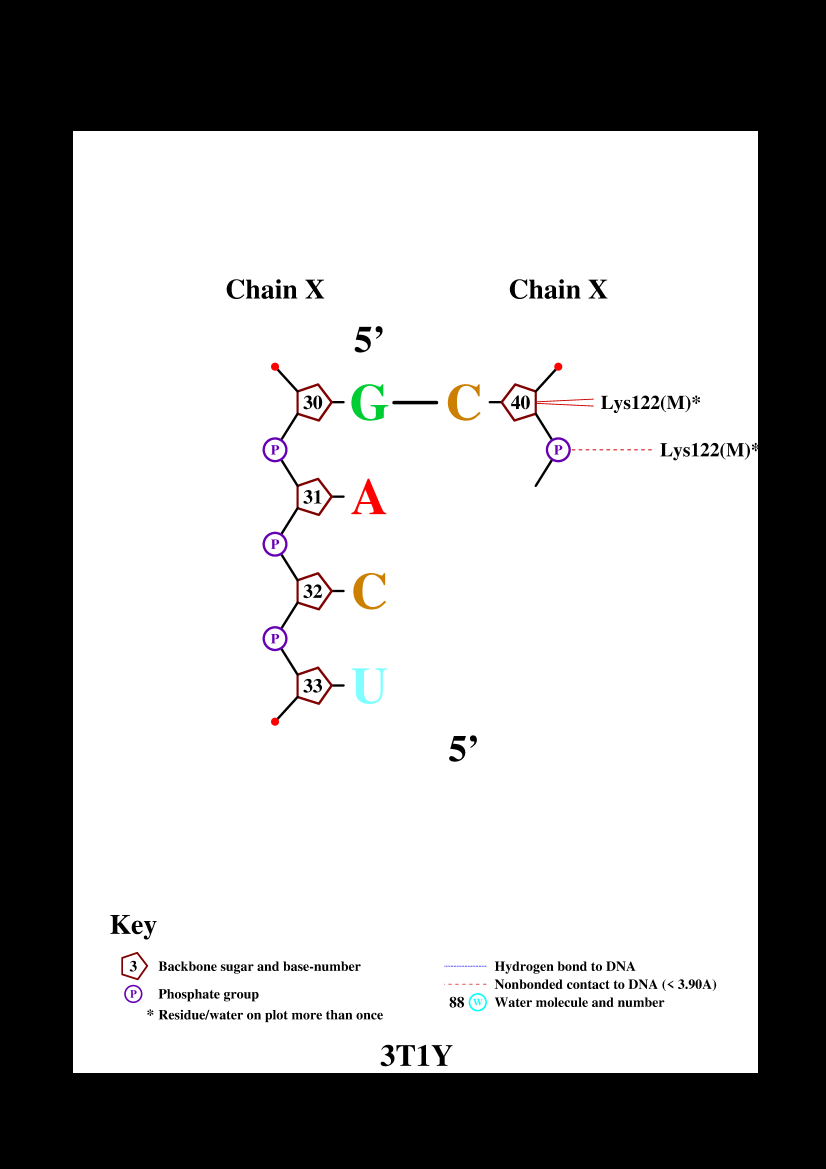 Chain X Chain X
5’
30 G C 40 Lys122(M)*
P P Lys122(M)*
31 A
P
32 C
P
33 U
5’
Key
3 Backbone sugar and base-number
P Phosphate group
* Residue/water on plot more than once
Hydrogen bond to DNA
Nonbonded contact to DNA (< 3.90A)
88 W Water molecule and number
3T1Y